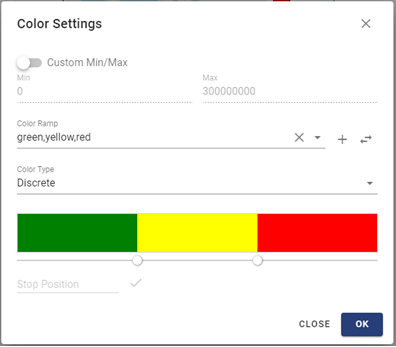 Color Settings
Custom Min/Max
Min Max
0 300000000
Color Ramp
green,yellow,red
Color Type
Discrete
Stop Position
CLOSE OK